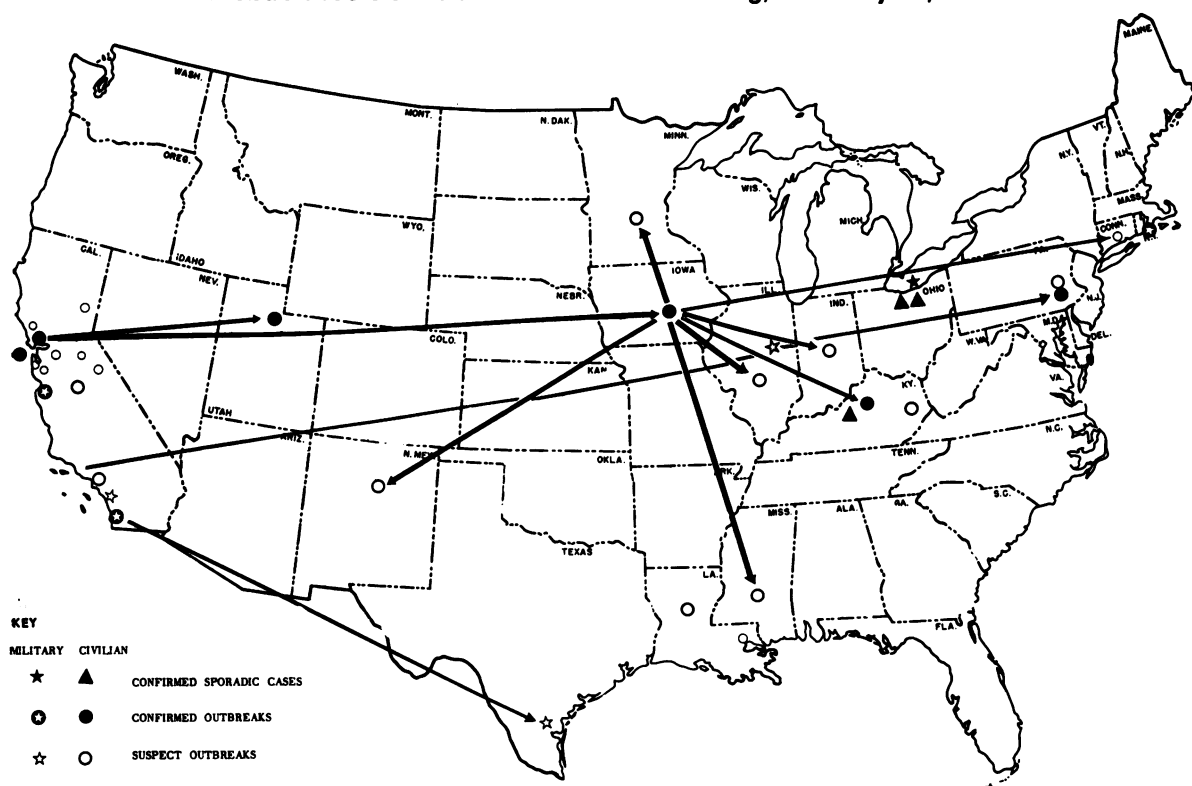 MAINE
WASH.
MONT.
N. DAK.
MINN.
VT.
OREG.
N.Y.
N.H.
WIS.
MASS.
WYO.
MICH.
CONN.
CAL.
IDAHO
NEV.
IOWA
NEBR.
ILL.
IND.
OHIO
N.J.
COLO.
W.VA.
DEL.
KAN
VA.
KY.
UTAH
ARIZ.
N. MEX
OKLA.
TENN.
N.C.
S.C.
MISS.
ALA.
TEXAS
LA.
FLA.
KEY
MILITARY CIVILIAN
CONFIRMED SPORADIC CASES
CONFIRMED OUTBREAKS
SUSPECT OUTBREAKS